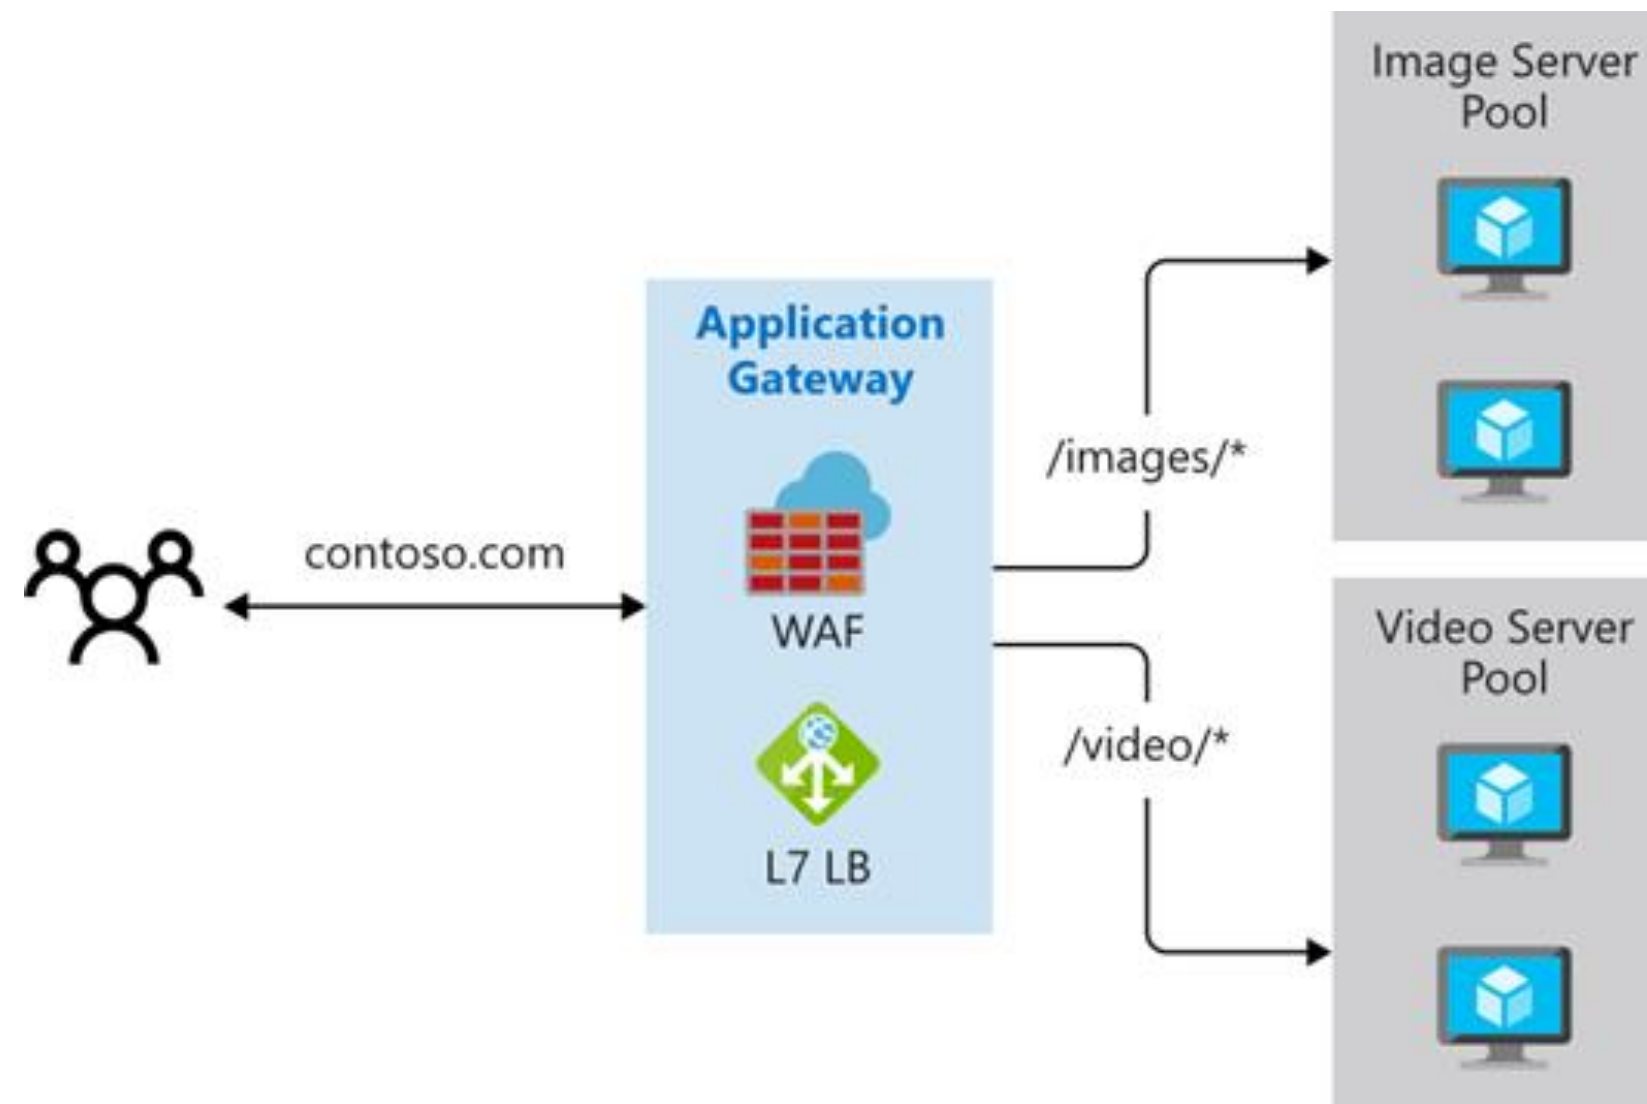 Image Server
Pool
Application
Gateway
/images/*
contoso.com
WAF
Video Server
Pool
/video/*
L7 LB